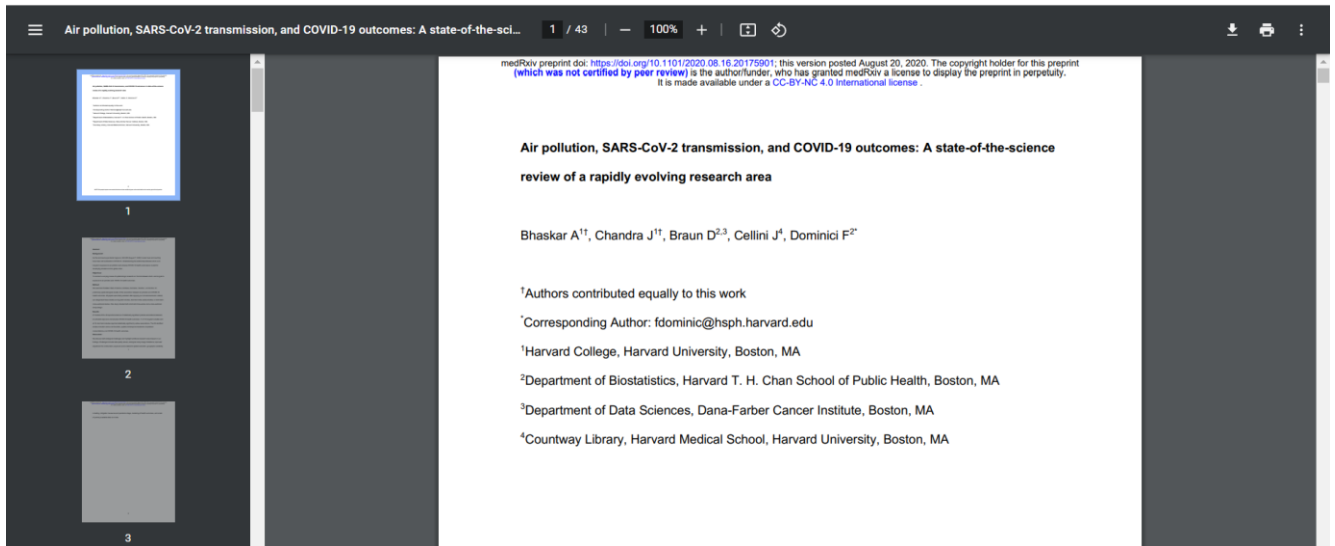 Air pollution, SARS-CoV-2 transmission, and COVID-19 outcomes: A state-of-the-sci... 1 / 43 100%
1
2
3
medRxiv preprint doi: https://doi.org/10.1101/2020.08.16.20175901; this version posted August 20, 2020. The copyright holder for this preprint
(which was not certified by peer review) is the author/funder, who has granted medRxiv a license to display the preprint in perpetuity.
It is made available under a CC-BY-NC 4.0 International license .
Air pollution, SARS-CoV-2 transmission, and COVID-19 outcomes: A state-of-the-science
review of a rapidly evolving research area
Bhaskar A¹†, Chandra J¹†, Braun D²,³, Cellini J⁴, Dominici F²*
†Authors contributed equally to this work
*Corresponding Author: fdominic@hsph.harvard.edu
¹Harvard College, Harvard University, Boston, MA
²Department of Biostatistics, Harvard T. H. Chan School of Public Health, Boston, MA
³Department of Data Sciences, Dana-Farber Cancer Institute, Boston, MA
⁴Countway Library, Harvard Medical School, Harvard University, Boston, MA